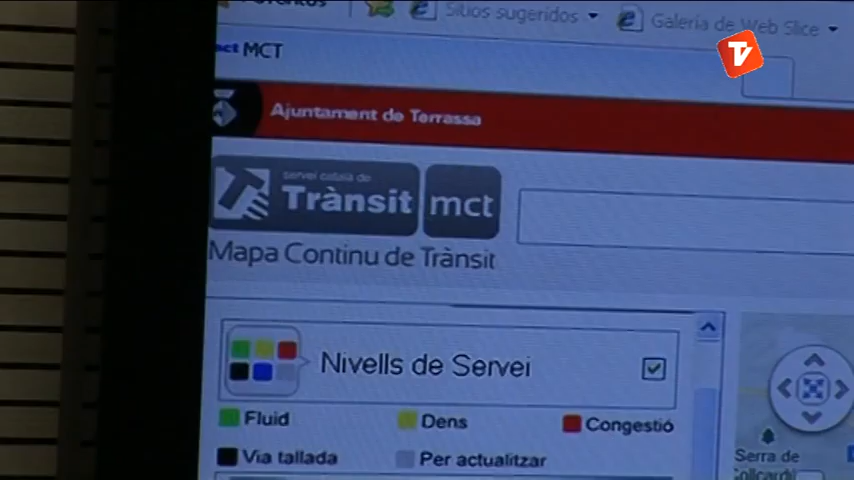 Sitios sugeridos
Galería de Web Slice
TV
MCT
Ajuntament de Terrassa
servei català de
Trànsit mct
Mapa Continu de Trànsit
Nivells de Servei
Fluid Dens Congestió
Via tallada Per actualitzar
Serra de